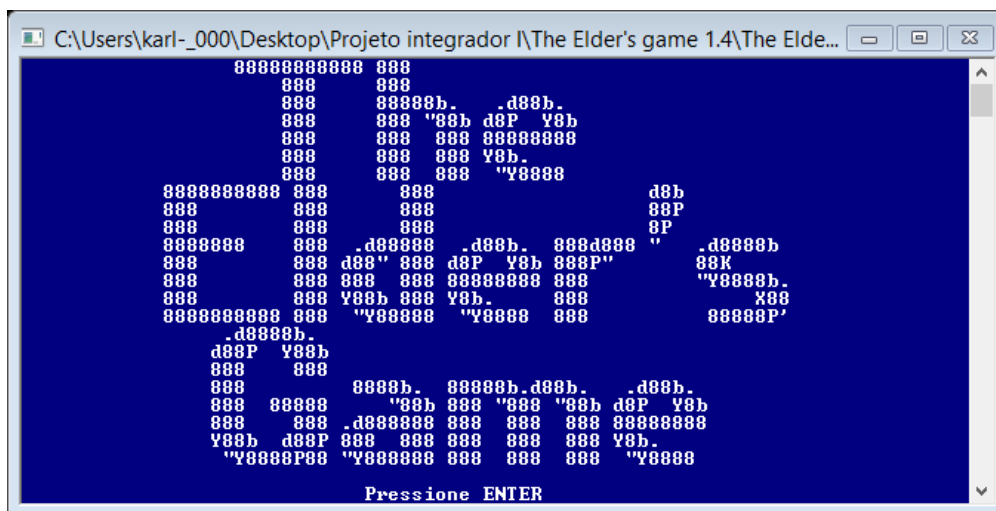 C:\Users\karl-_000\Desktop\Projeto integrador I\The Elder's game 1.4\The Elde...
The
Elder's
Game
Pressione ENTER